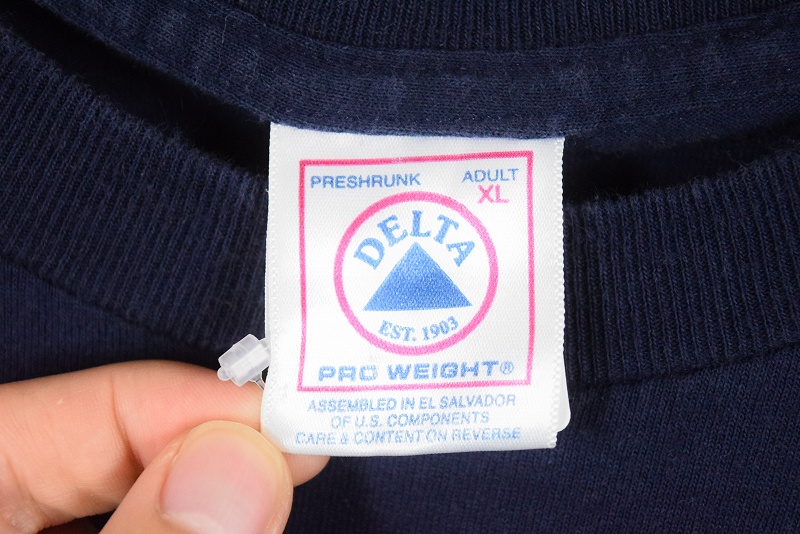 PRESHRUNK ADULT
XL
DELTA
EST. 1903
PRO WEIGHT®
ASSEMBLED IN EL SALVADOR
OF U.S. COMPONENTS
CARE & CONTENT ON REVERSE